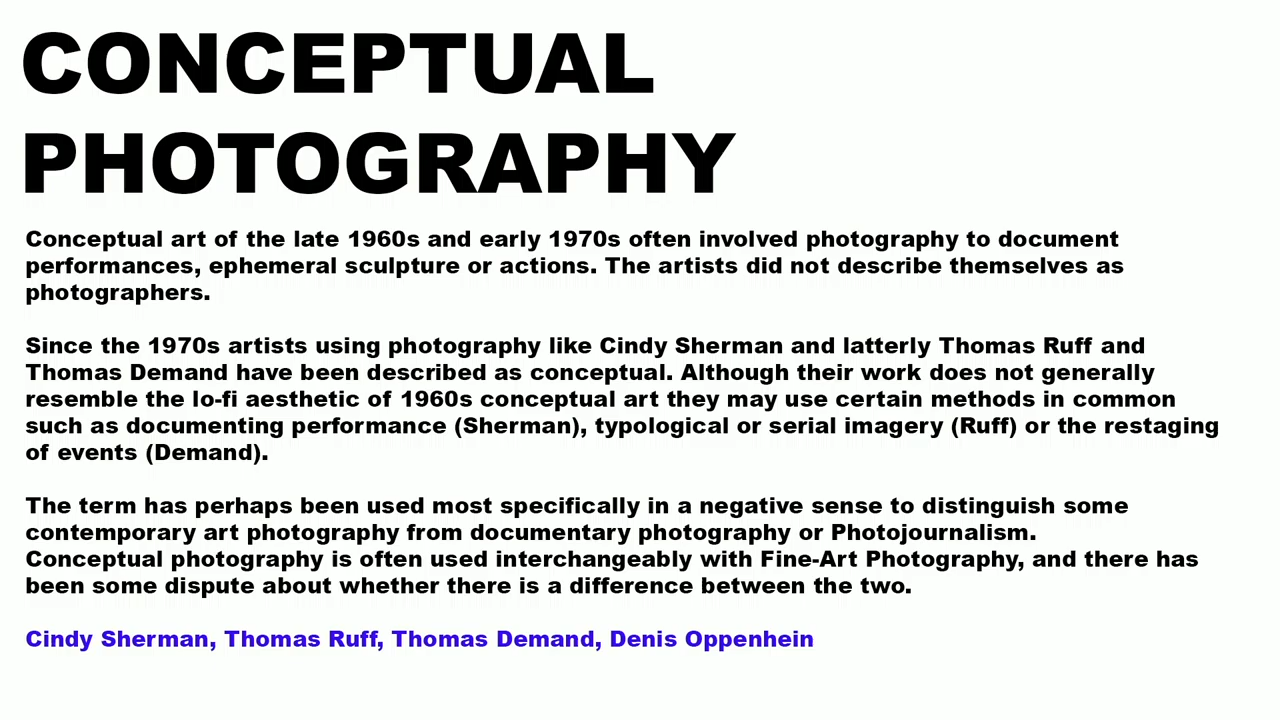 CONCEPTUAL
PHOTOGRAPHY
Conceptual art of the late 1960s and early 1970s often involved photography to document
performances, ephemeral sculpture or actions. The artists did not describe themselves as
photographers.
Since the 1970s artists using photography like Cindy Sherman and latterly Thomas Ruff and
Thomas Demand have been described as conceptual. Although their work does not generally
resemble the lo-fi aesthetic of 1960s conceptual art they may use certain methods in common
such as documenting performance (Sherman), typological or serial imagery (Ruff) or the restaging
of events (Demand).
The term has perhaps been used most specifically in a negative sense to distinguish some
contemporary art photography from documentary photography or Photojournalism.
Conceptual photography is often used interchangeably with Fine-Art Photography, and there has
been some dispute about whether there is a difference between the two.
Cindy Sherman, Thomas Ruff, Thomas Demand, Denis Oppenhein